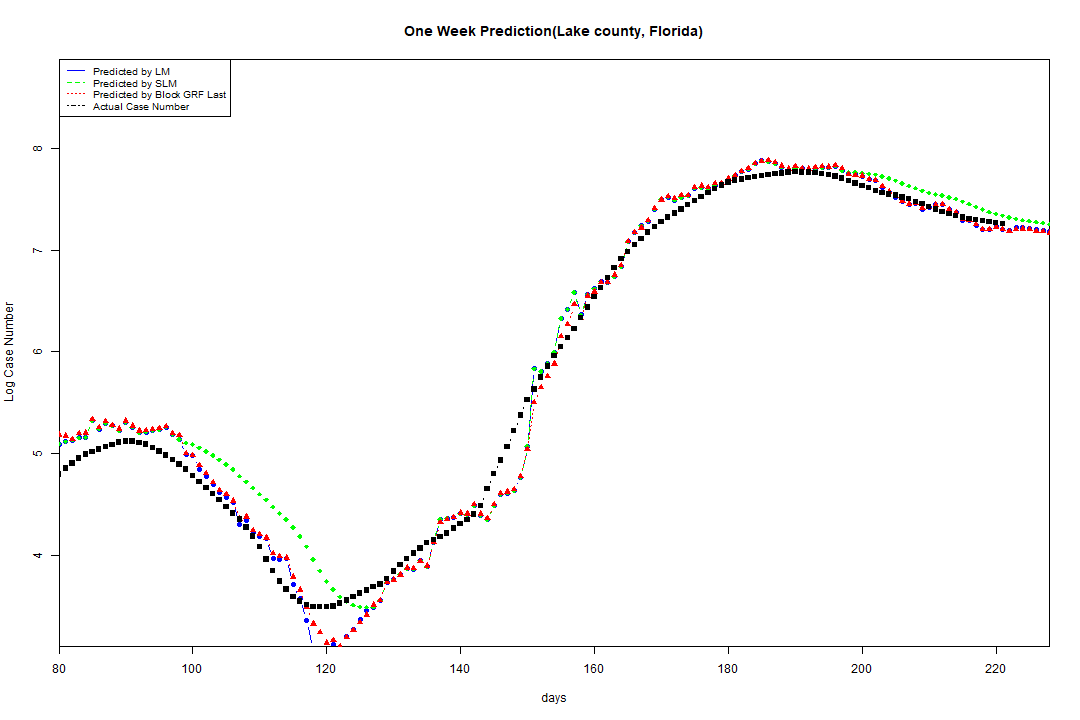 One Week Prediction(Lake county, Florida)
Predicted by LM
Predicted by SLM
Predicted by Block GRF Last
Actual Case Number
8
7
6
5
4
Log Case Number
80 100 120 140 160 180 200 220
days